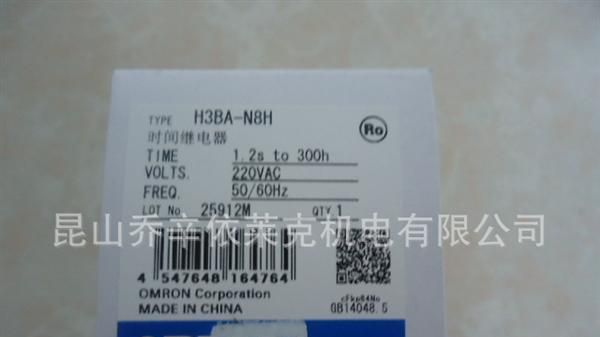 TYPE H3BA-N8H
Ro
时间继电器
TIME 1.2s to 300h
VOLTS. 220VAC
FREQ. 50/60Hz
LOT No. 25912M QTY 1
昆山乔立依莱克机电有限公司
4 547648 164764
OMRON Corporation
MADE IN CHINA
GB14048.5